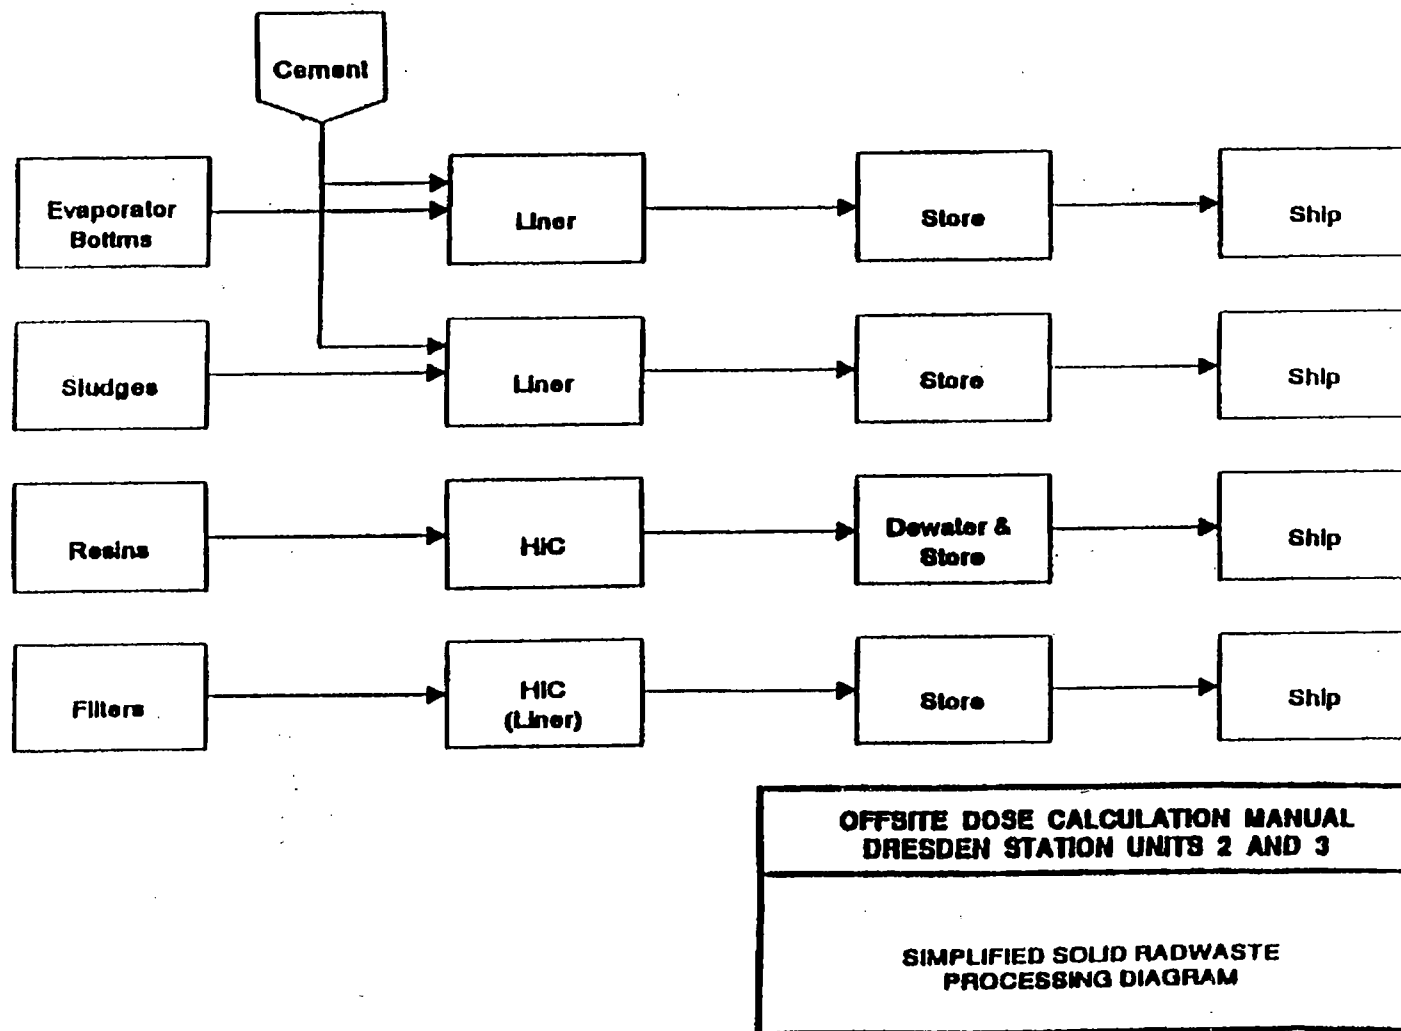 Cement
Evaporator
Bottms
Liner
Store
Ship
Sludges
Liner
Store
Ship
Resins
HIC
Dewater &
Store
Ship
Filters
HIC
(Liner)
Store
Ship
OFFSITE DOSE CALCULATION MANUAL
DRESDEN STATION UNITS 2 AND 3
SIMPLIFIED SOLID RADWASTE
PROCESSING DIAGRAM